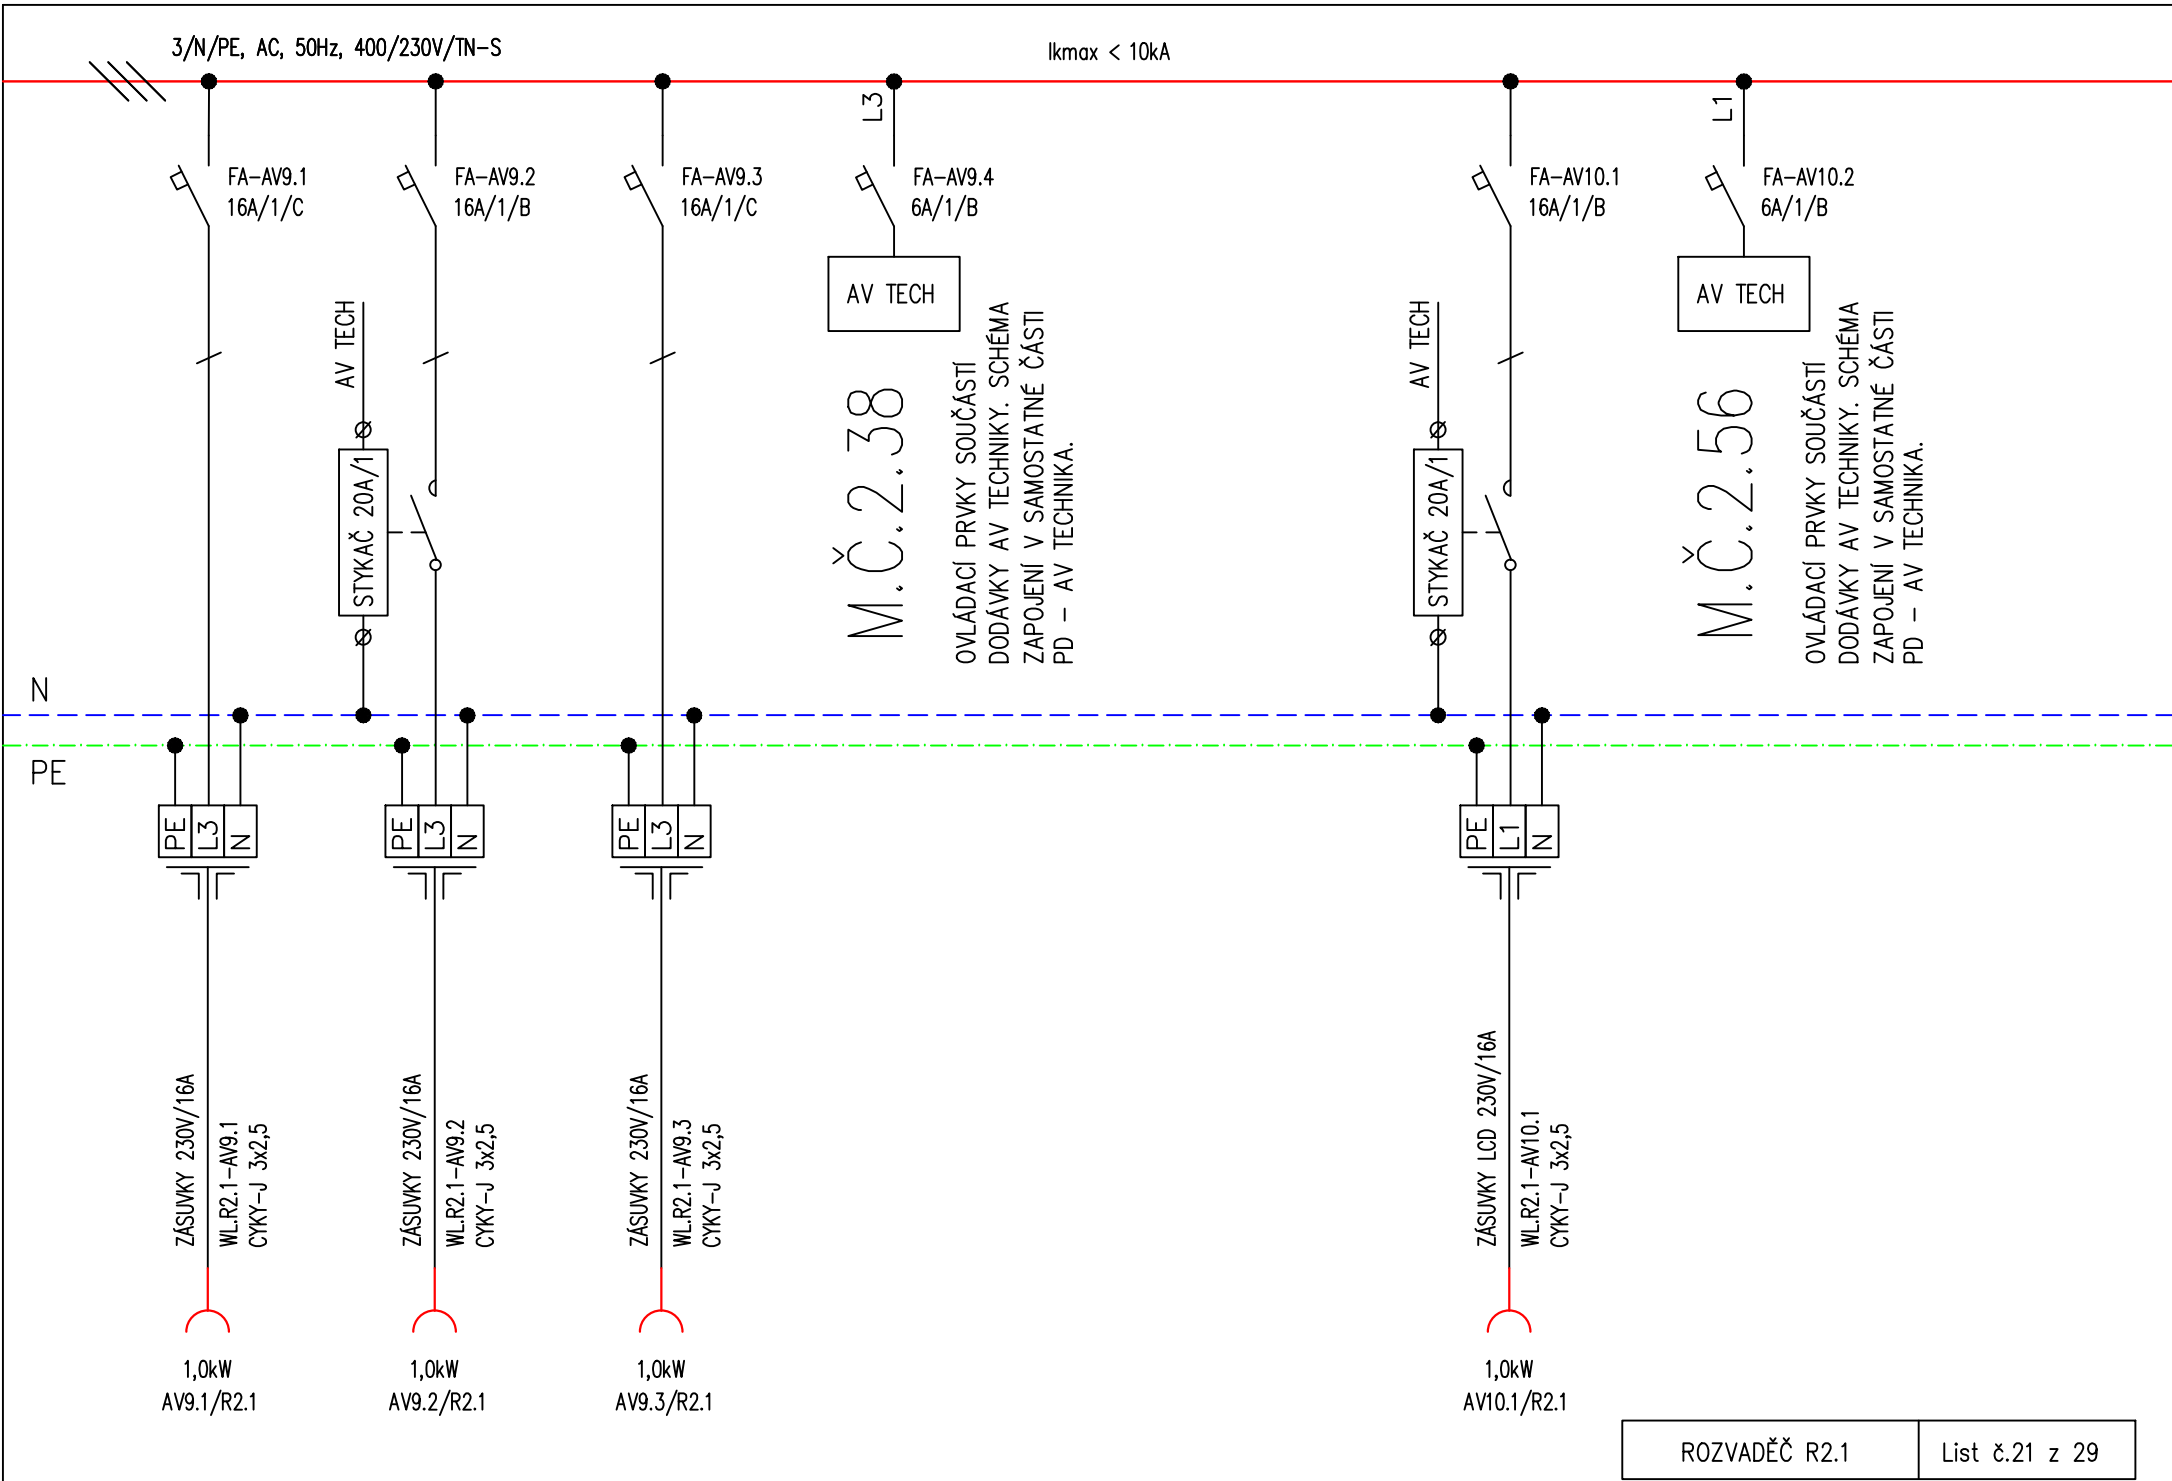 3/N/PE, AC, 50Hz, 400/230V/TN-S
Ikmax < 10kA
L3
L1
FA-AV9.1
16A/1/C
FA-AV9.2
16A/1/B
FA-AV9.3
16A/1/C
FA-AV9.4
6A/1/B
FA-AV10.1
16A/1/B
FA-AV10.2
6A/1/B
AV TECH
STYKAČ 20A/1
AV TECH
M.Č.2.38
OVLÁDACÍ PRVKY SOUČÁSTÍ
DODÁVKY AV TECHNIKY. SCHÉMA
ZAPOJENÍ V SAMOSTATNÉ ČÁSTI
PD - AV TECHNIKA.
AV TECH
STYKAČ 20A/1
AV TECH
M.Č.2.56
OVLÁDACÍ PRVKY SOUČÁSTÍ
DODÁVKY AV TECHNIKY. SCHÉMA
ZAPOJENÍ V SAMOSTATNÉ ČÁSTI
PD - AV TECHNIKA.
N
PE
PE L3 N
PE L3 N
PE L3 N
PE L1 N
ZÁSUVKY 230V/16A
WL.R2.1-AV9.1
CYKY-J 3x2,5
ZÁSUVKY 230V/16A
WL.R2.1-AV9.2
CYKY-J 3x2,5
ZÁSUVKY 230V/16A
WL.R2.1-AV9.3
CYKY-J 3x2,5
ZÁSUVKY LCD 230V/16A
WL.R2.1-AV10.1
CYKY-J 3x2,5
1,0kW
AV9.1/R2.1
1,0kW
AV9.2/R2.1
1,0kW
AV9.3/R2.1
1,0kW
AV10.1/R2.1
ROZVADĚČ R2.1
List č.21 z 29